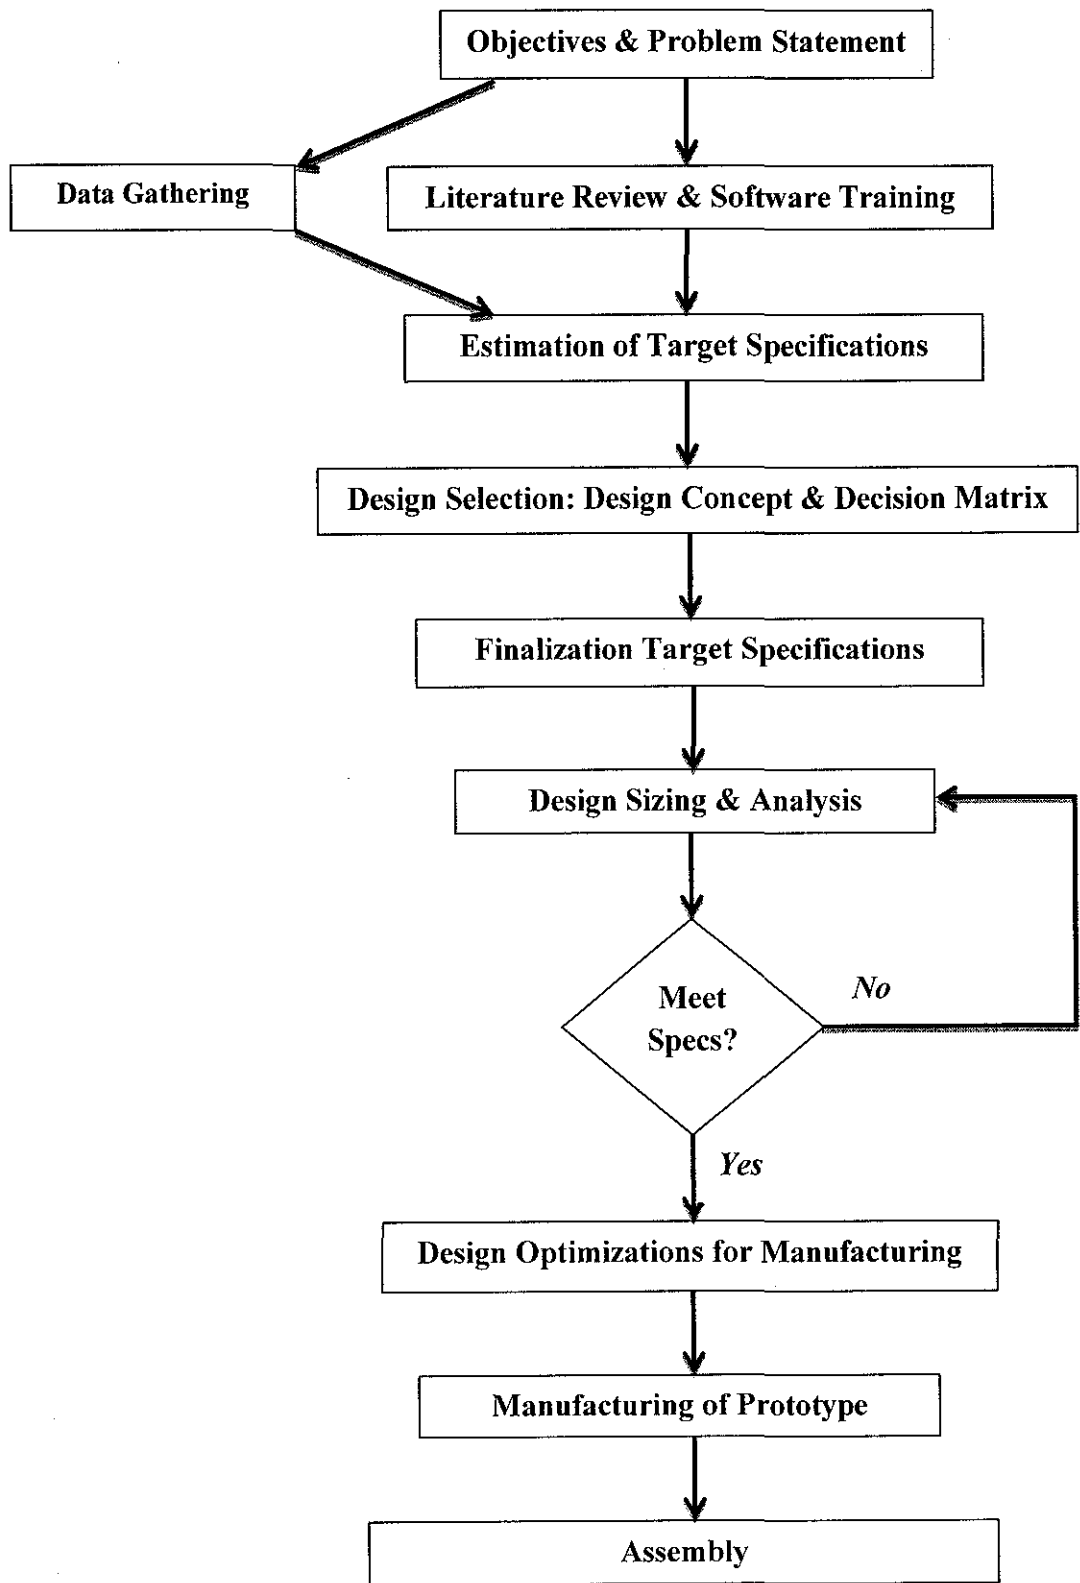 Objectives & Problem Statement
Data Gathering
Literature Review & Software Training
Estimation of Target Specifications
Design Selection: Design Concept & Decision Matrix
Finalization Target Specifications
Design Sizing & Analysis
Meet
Specs?
No
Yes
Design Optimizations for Manufacturing
Manufacturing of Prototype
Assembly